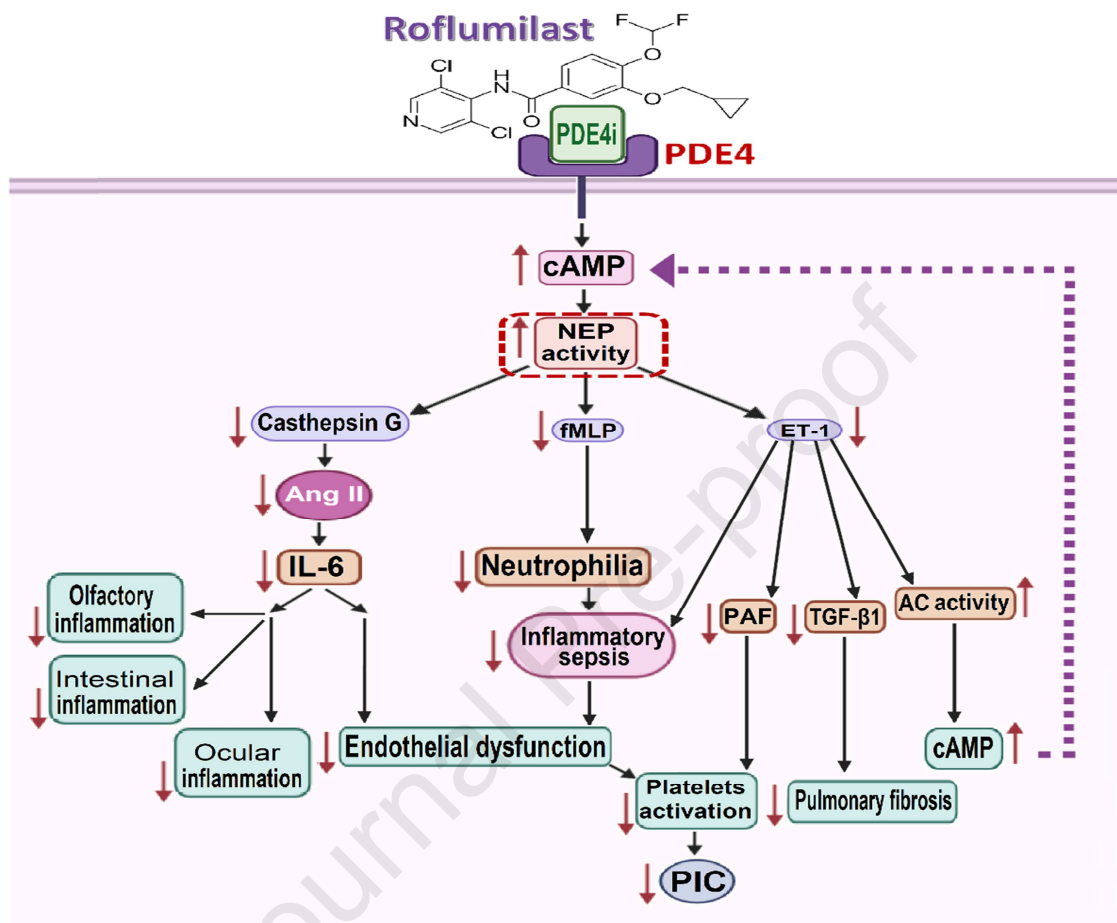 Roflumilast
F
F
Cl
H
N
O
O
O
N
Cl
PDE4i
PDE4
cAMP
NEP
activity
Casthepsin G
fMLP
ET-1
Ang II
IL-6
Neutrophilia
Olfactory
inflammation
PAF
TGF-β1
AC activity
Inflammatory
sepsis
Intestinal
inflammation
Ocular
inflammation
Endothelial dysfunction
cAMP
Platelets
activation
Pulmonary fibrosis
PIC
Journal Pre-proof